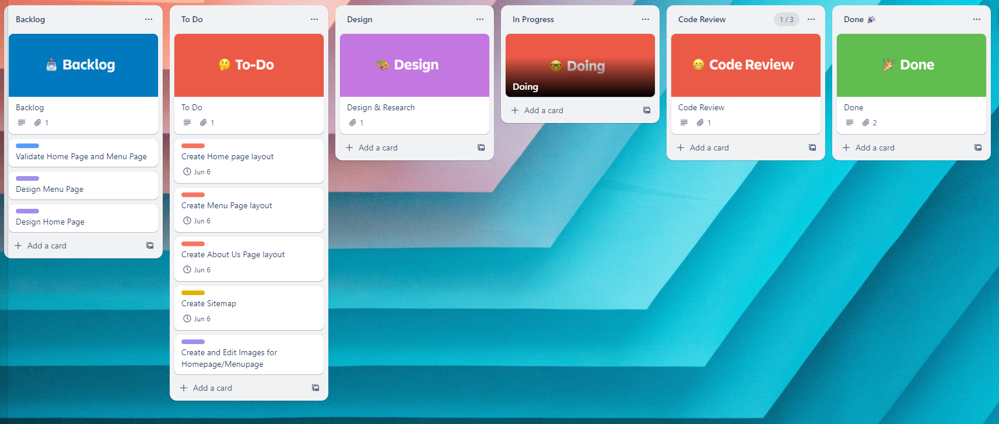 Backlog
Backlog
Backlog
1
Validate Home Page and Menu Page
Design Menu Page
Design Home Page
Add a card
To Do
To-Do
To Do
1
Create Home page layout
Jun 6
Create Menu Page layout
Jun 6
Create About Us Page layout
Jun 6
Create Sitemap
Jun 6
Create and Edit Images for
Homepage/Menupage
Add a card
Design
Design
Design & Research
1
Add a card
In Progress
Doing
Doing
Add a card
Code Review
1 / 3
Code Review
Code Review
1
Add a card
Done 🎉
Done
Done
2
Add a card